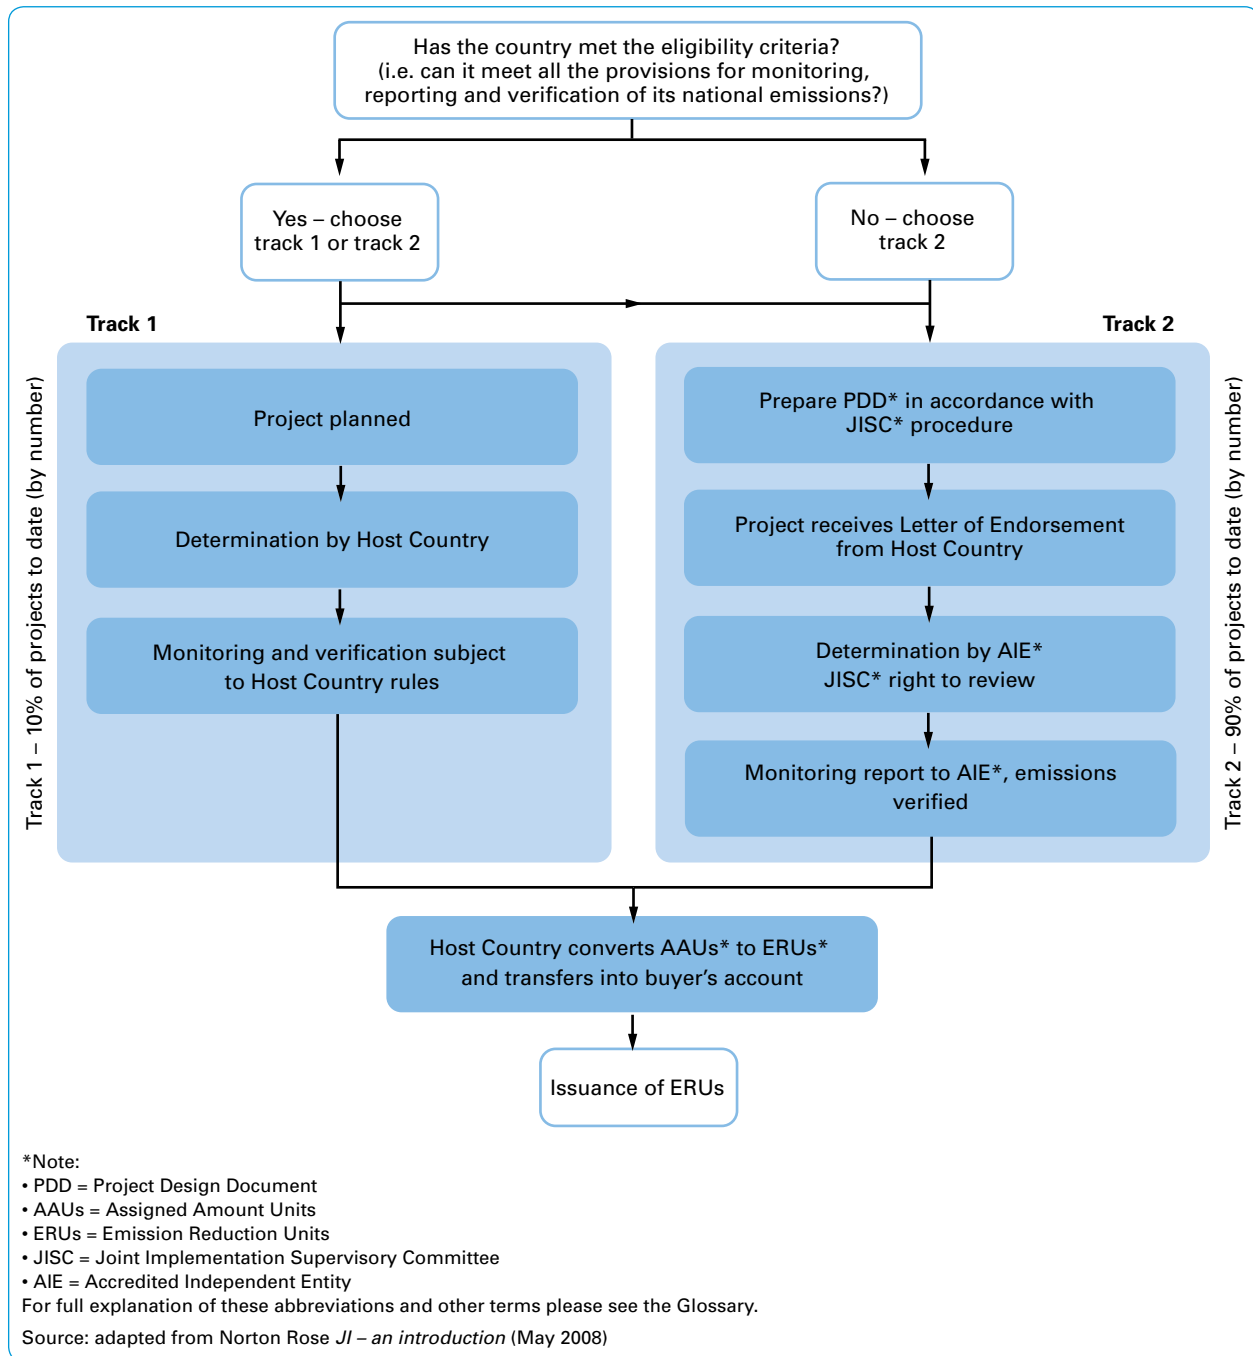 Has the country met the eligibility criteria?
(i.e. can it meet all the provisions for monitoring,
reporting and verification of its national emissions?)
Yes – choose
track 1 or track 2
No – choose
track 2
Track 1
Track 2
Track 1 – 10% of projects to date (by number)
Project planned
Determination by Host Country
Monitoring and verification subject
to Host Country rules
Prepare PDD* in accordance with
JISC* procedure
Project receives Letter of Endorsement
from Host Country
Determination by AIE*
JISC* right to review
Monitoring report to AIE*, emissions
verified
Track 2 – 90% of projects to date (by number)
Host Country converts AAUs* to ERUs*
and transfers into buyer’s account
Issuance of ERUs
*Note:
• PDD = Project Design Document
• AAUs = Assigned Amount Units
• ERUs = Emission Reduction Units
• JISC = Joint Implementation Supervisory Committee
• AIE = Accredited Independent Entity
For full explanation of these abbreviations and other terms please see the Glossary.
Source: adapted from Norton Rose JI – an introduction (May 2008)